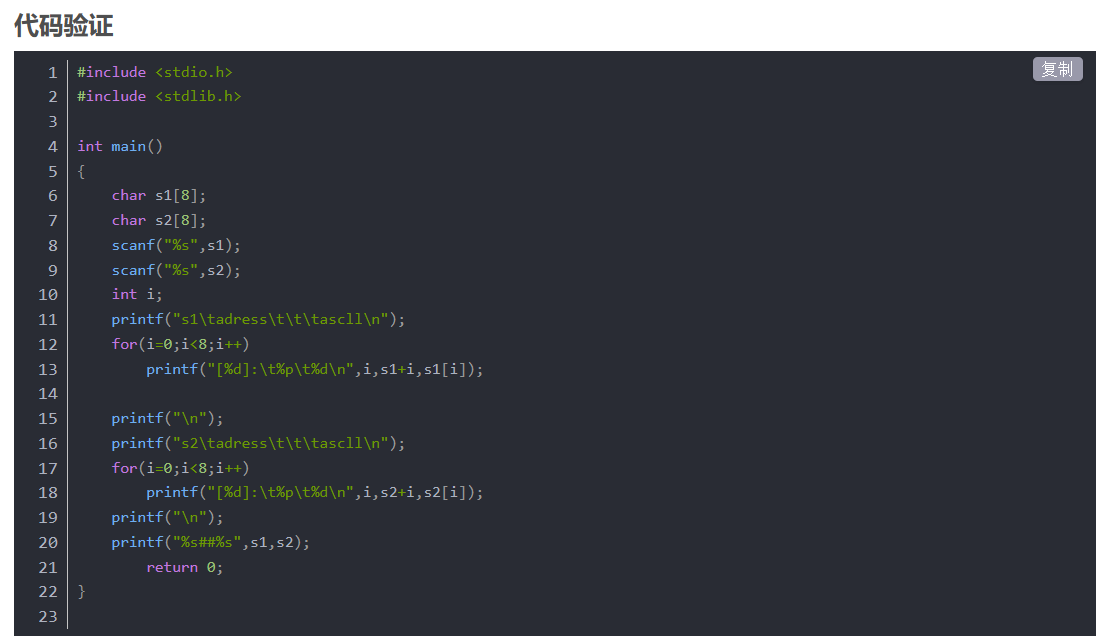 代码验证
复制
1 #include <stdio.h>
2 #include <stdlib.h>
3
4 int main()
5 {
6     char s1[8];
7     char s2[8];
8     scanf("%s",s1);
9     scanf("%s",s2);
10     int i;
11     printf("s1\tadress\t\t\tascll\n");
12     for(i=0;i<8;i++)
13         printf("[%d]:\t%p\t%d\n",i,s1+i,s1[i]);
14
15     printf("\n");
16     printf("s2\tadress\t\t\tascll\n");
17     for(i=0;i<8;i++)
18         printf("[%d]:\t%p\t%d\n",i,s2+i,s2[i]);
19     printf("\n");
20     printf("%s##%s",s1,s2);
21         return 0;
22 }
23